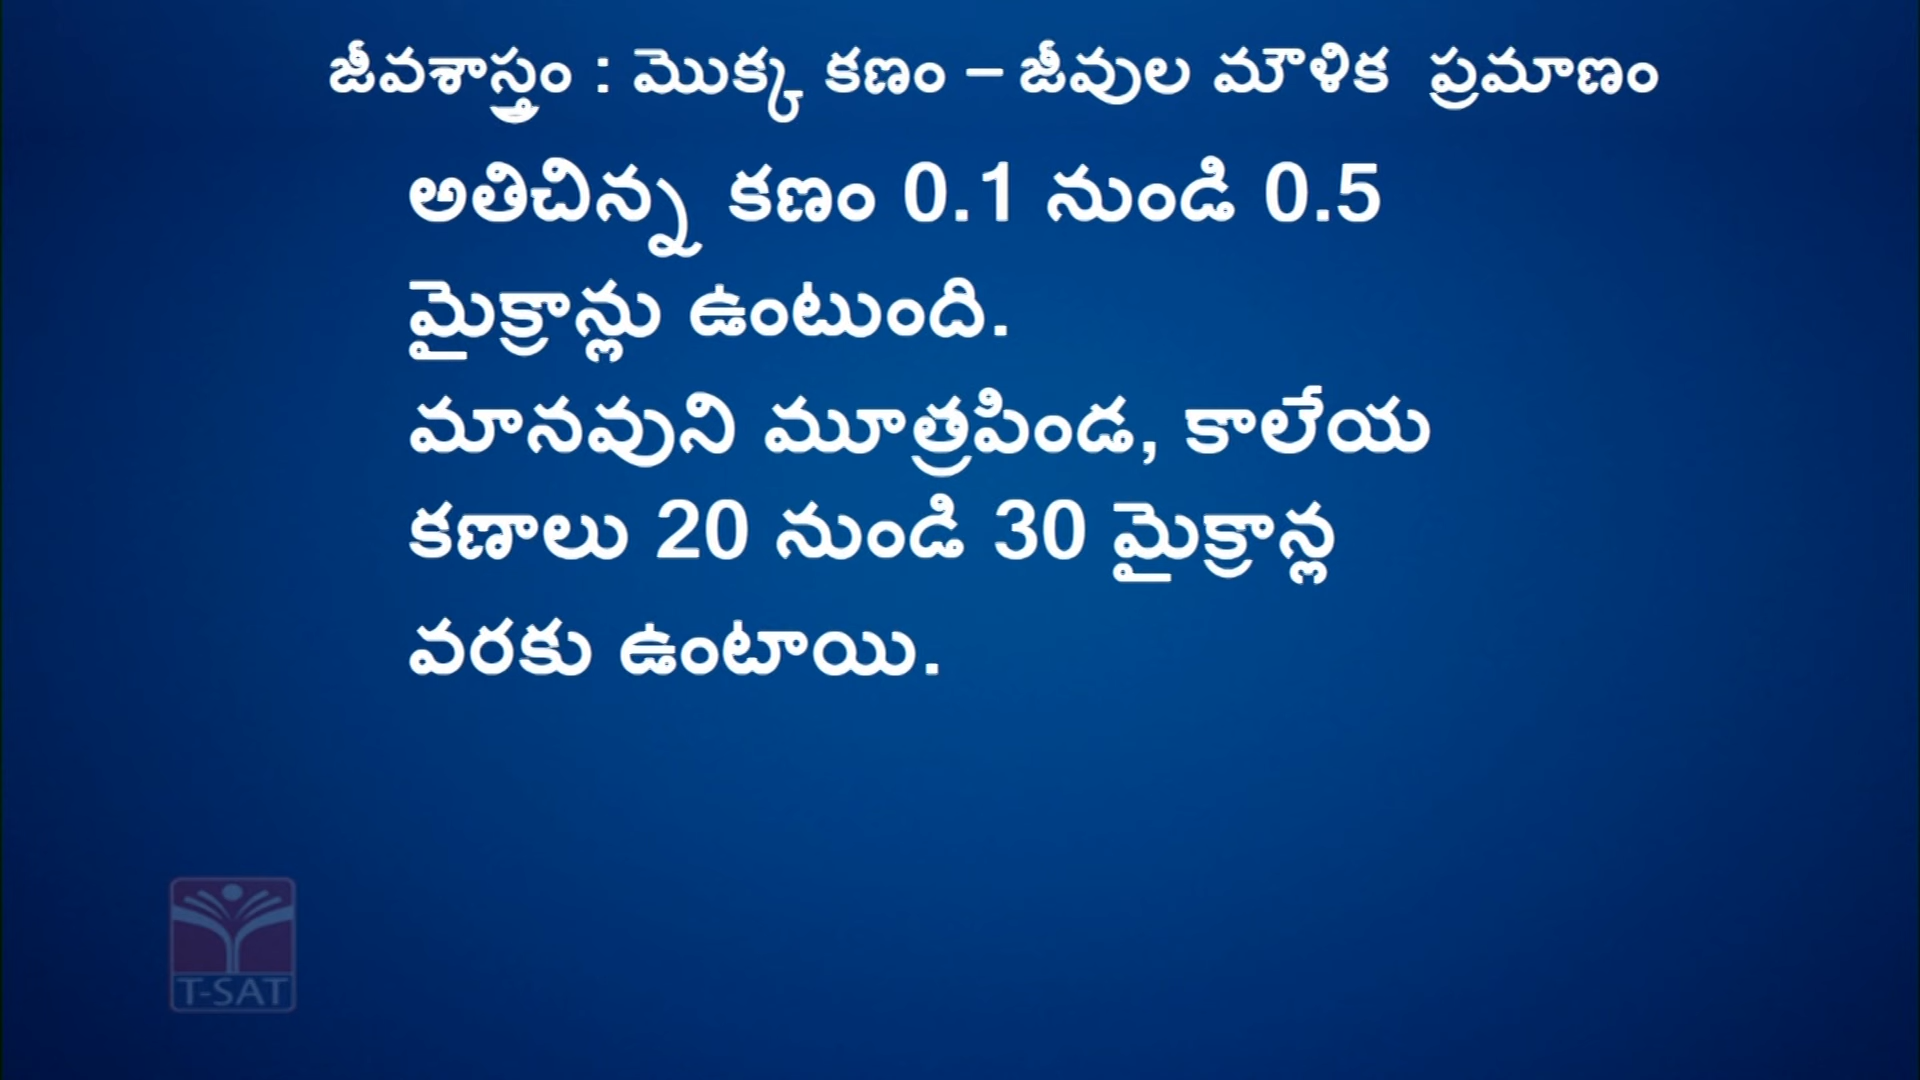 జీవశాస్త్రం : మొక్క కణం – జీవుల మౌళిక ప్రమాణం
అతిచిన్న కణం 0.1 నుండి 0.5
మైక్రాన్లు ఉంటుంది.
మానవుని మూత్రపిండ, కాలేయ
కణాలు 20 నుండి 30 మైక్రాన్ల
వరకు ఉంటాయి.
T-SAT